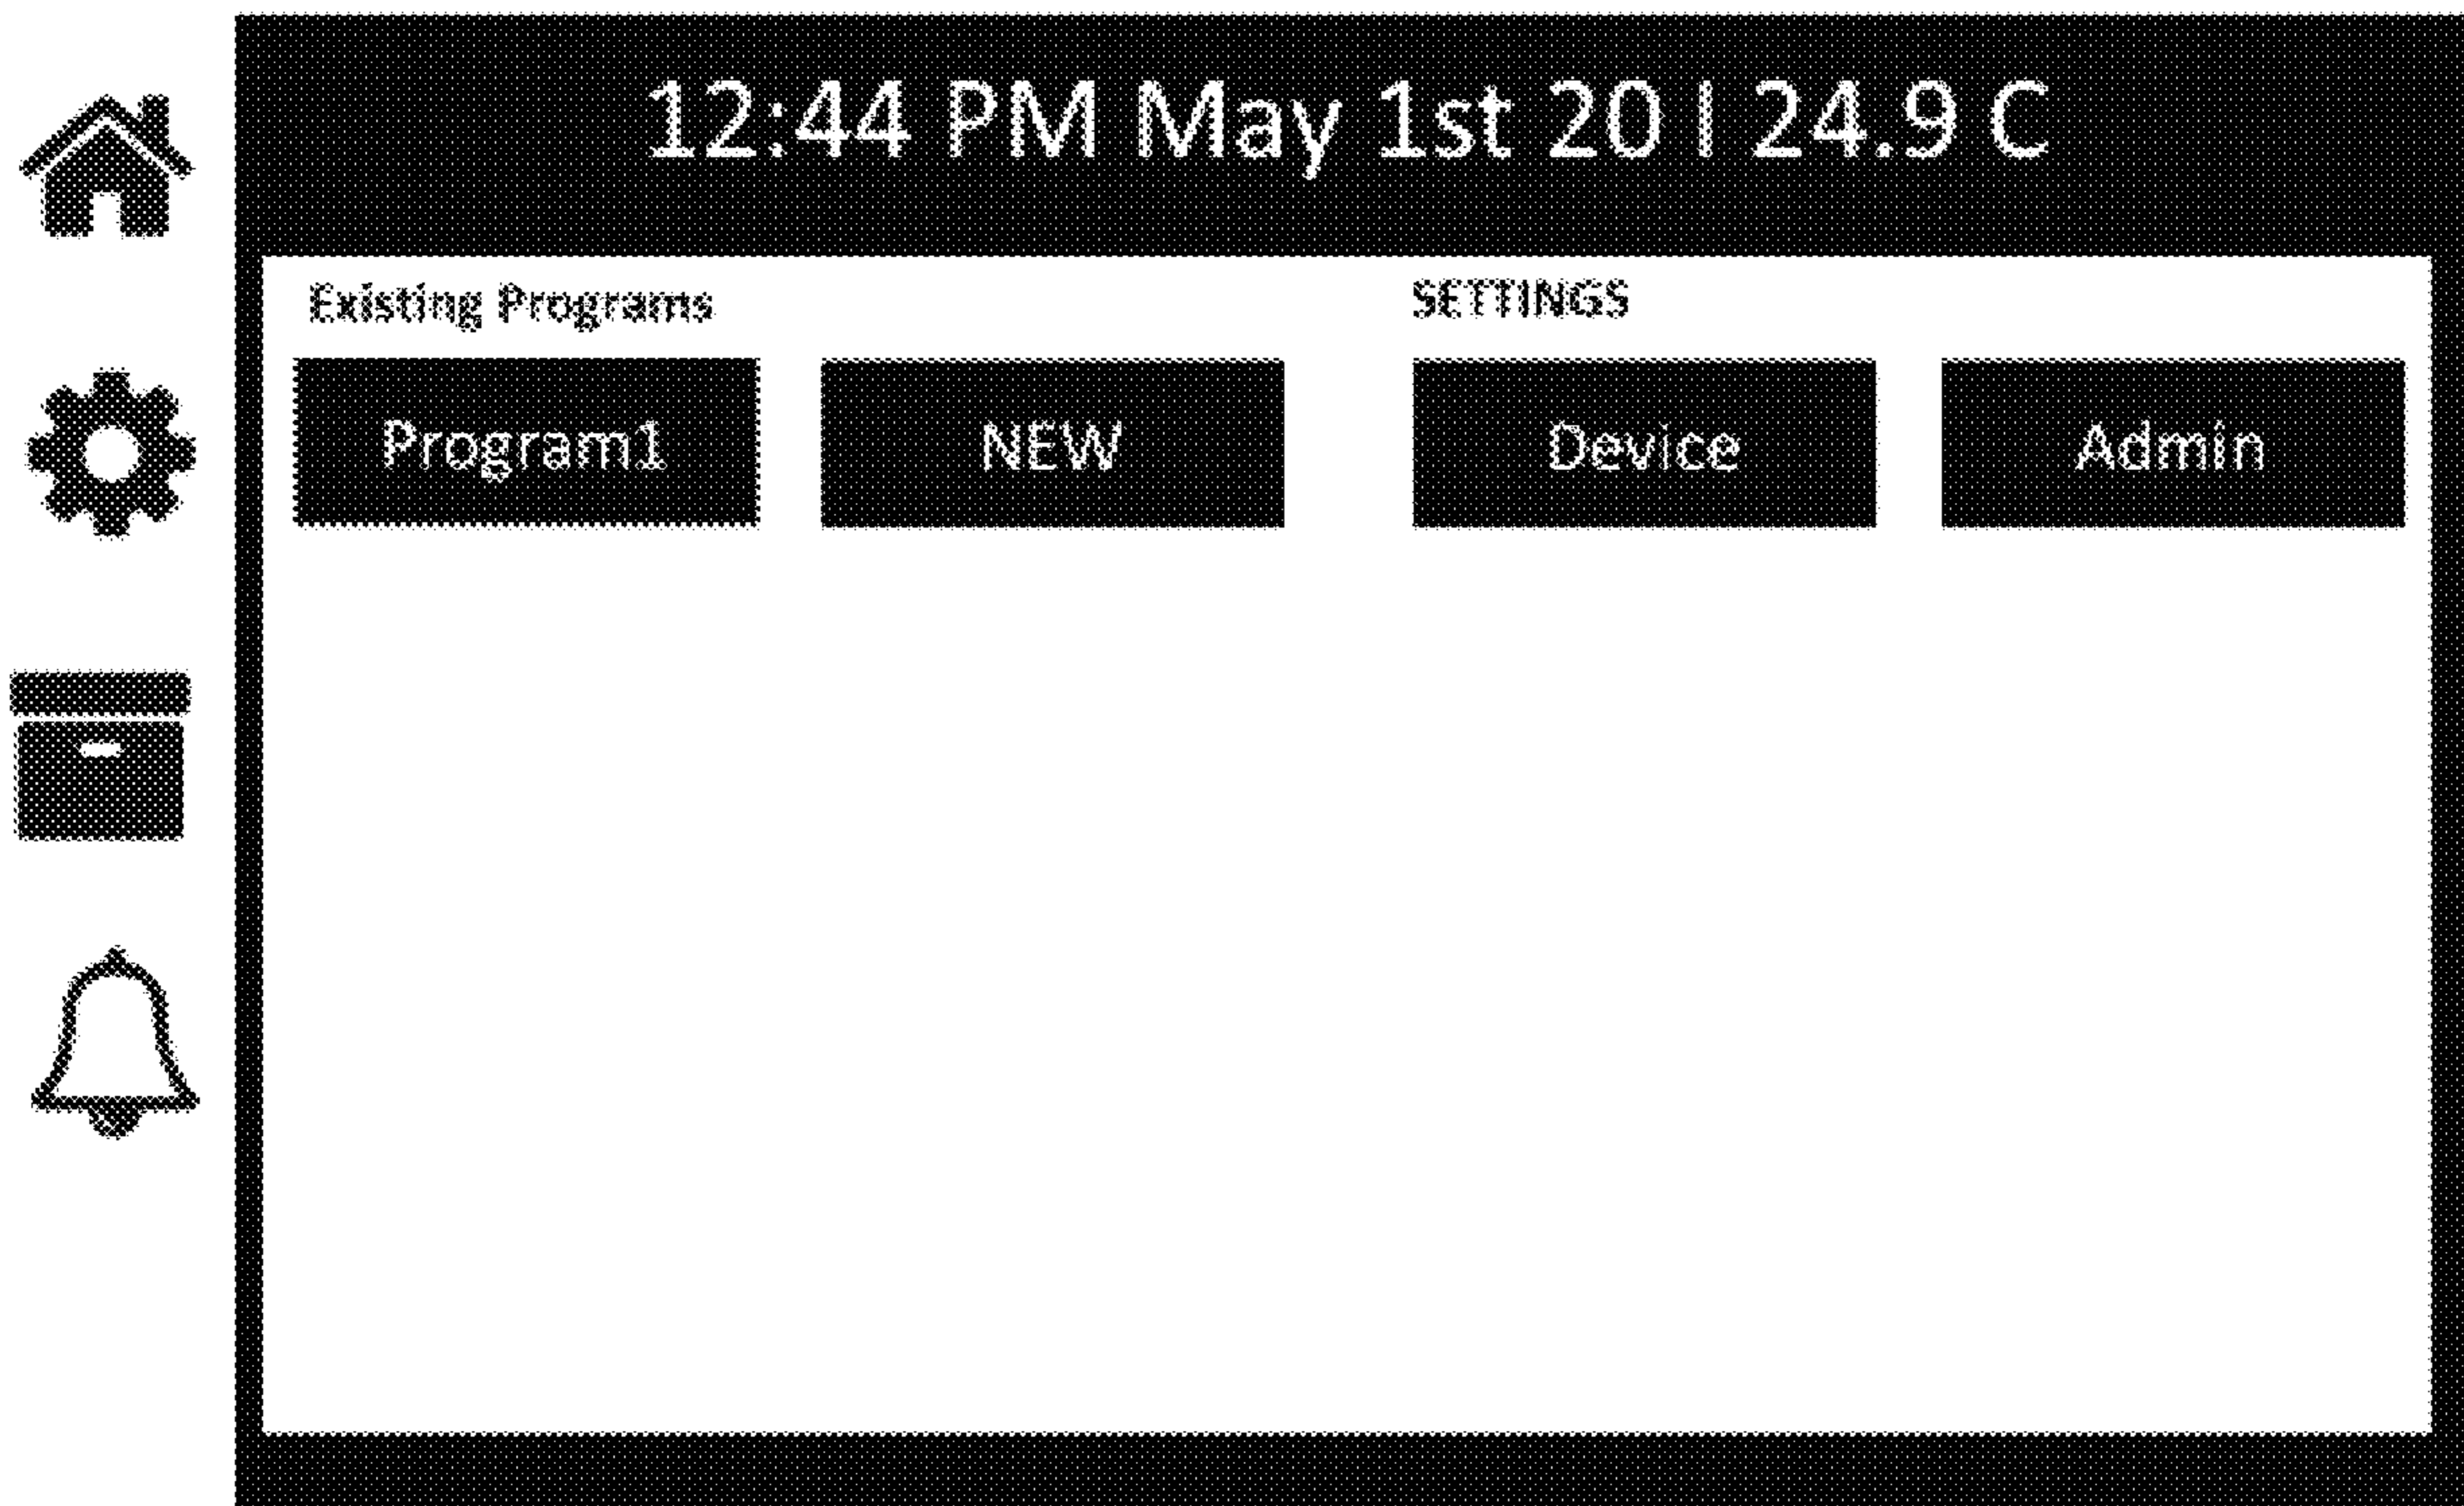 12:44 PM May 1st 20 I 24.9 C
Existing Programs
SETTINGS
Program1
NEW
Device
Admin